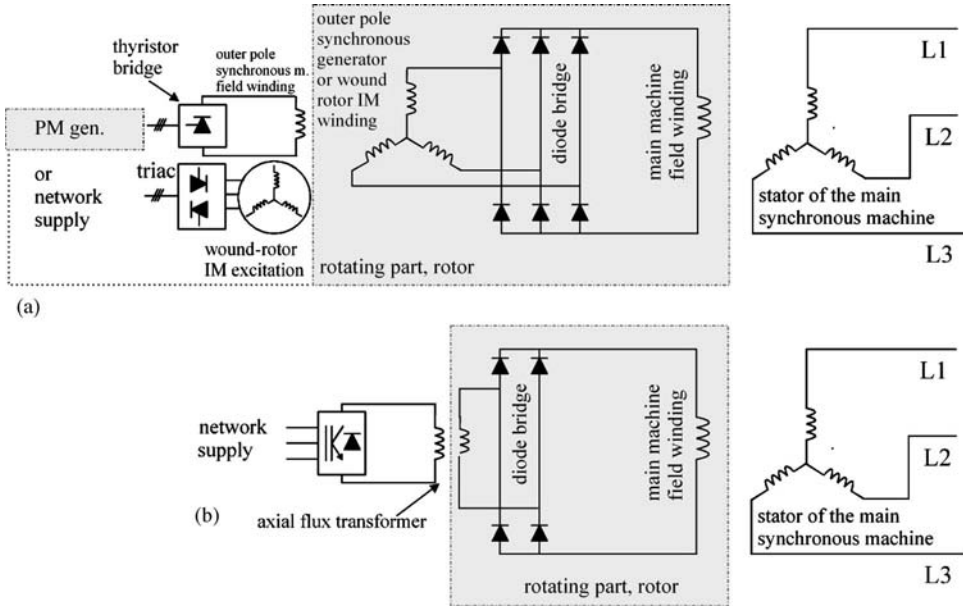 thyristor
bridge
outer pole
synchronous m.
field winding
PM gen.
or
network
supply
triac
wound-rotor
IM excitation
outer pole
synchronous
generator
or wound
rotor IM
winding
diode bridge
main machine
field winding
rotating part, rotor
L1
L2
stator of the main
synchronous machine
L3
(a)
network
supply
axial flux transformer
diode bridge
main machine
field winding
rotating part, rotor
L1
L2
stator of the main
synchronous machine
L3
(b)